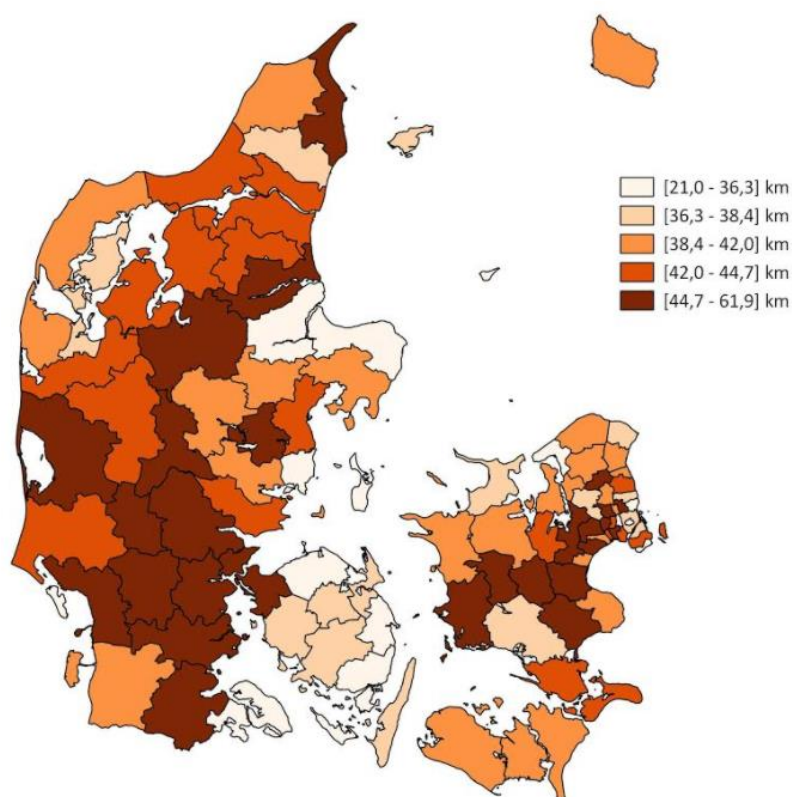 [21,0 - 36,3] km
[36,3 - 38,4] km
[38,4 - 42,0] km
[42,0 - 44,7] km
[44,7 - 61,9] km